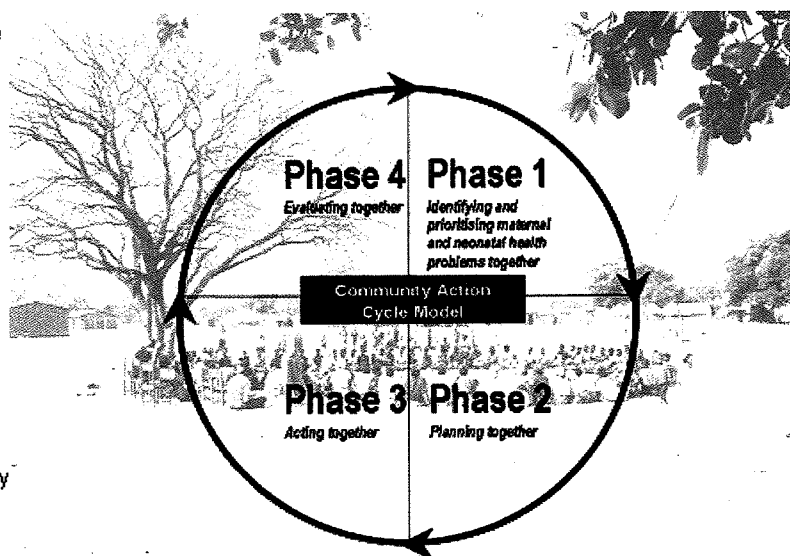 Phase 4
Evaluating together
Phase 1
Identifying and
prioritising maternal
and neonatal health
problems together
Community Action
Cycle Model
Phase 3
Acting together
Phase 2
Planning together
y